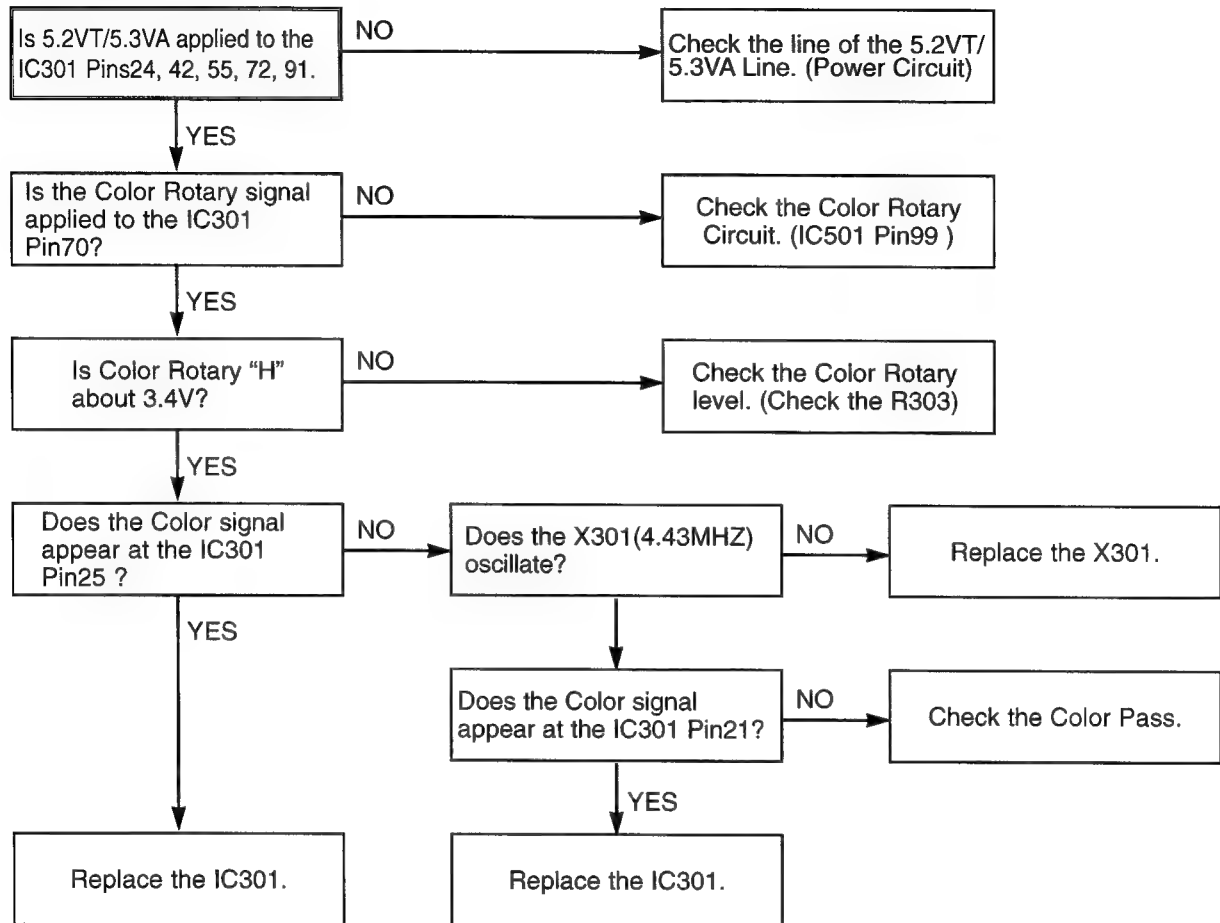 Is 5.2VT/5.3VA applied to the
IC301 Pins24, 42, 55, 72, 91.
NO
Check the line of the 5.2VT/
5.3VA Line. (Power Circuit)
YES
Is the Color Rotary signal
applied to the IC301
Pin70?
NO
Check the Color Rotary
Circuit. (IC501 Pin99 )
YES
Is Color Rotary “H”
about 3.4V?
NO
Check the Color Rotary
level. (Check the R303)
YES
Does the Color signal
appear at the IC301
Pin25 ?
NO
Does the X301(4.43MHZ)
oscillate?
NO
Replace the X301.
YES
Does the Color signal
appear at the IC301 Pin21?
NO
Check the Color Pass.
YES
Replace the IC301.
Replace the IC301.